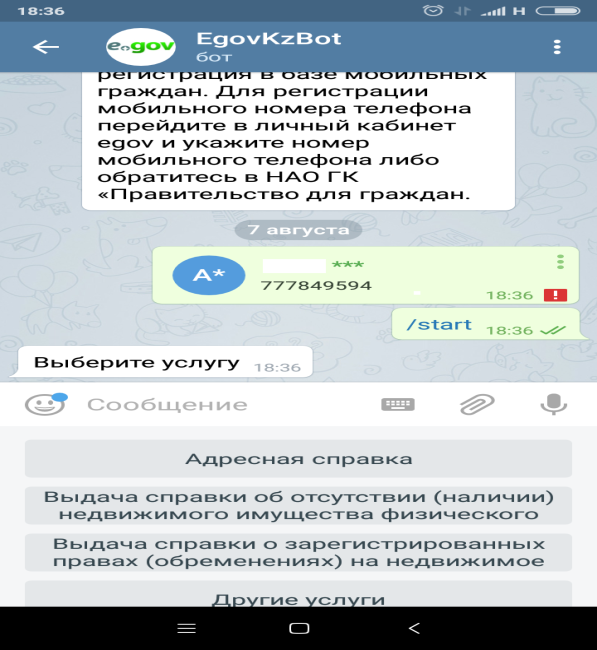 18:36
H
e.gov
EgovKzBot
бот
регистрация в базе мобильных
граждан. Для регистрации
мобильного номера телефона
перейдите в личный кабинет
egov и укажите номер
мобильного телефона либо
обратитесь в НАО ГК
«Правительство для граждан.
7 августа
A*
***
777849594
18:36
/start
18:36
Выберите услугу
18:36
Сообщение
Адресная справка
Выдача справки об отсутствии (наличии)
недвижимого имущества физического
Выдача справки о зарегистрированных
правах (обременениях) на недвижимое
Другие услуги